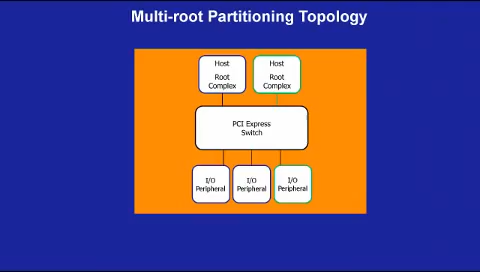 Multi-root Partitioning Topology
Host
Root
Complex
Host
Root
Complex
PCI Express
Switch
I/O
Peripheral
I/O
Peripheral
I/O
Peripheral